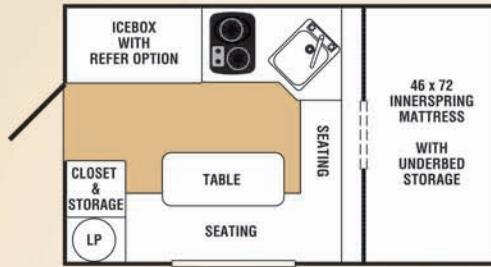 ICEBOX
WITH
REFER OPTION
46 x 72
INNERSPRING
MATTRESS
WITH
UNDERBED
STORAGE
SEATING
CLOSET
&
STORAGE
TABLE
LP
SEATING